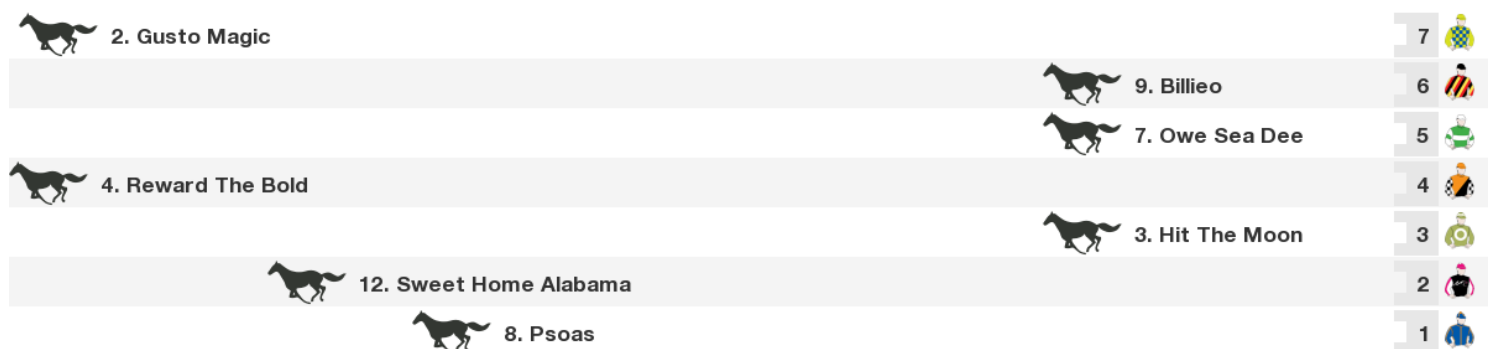 2. Gusto Magic 7
9. Billieo 6
7. Owe Sea Dee 5
4. Reward The Bold 4
3. Hit The Moon 3
12. Sweet Home Alabama 2
8. Psoas 1